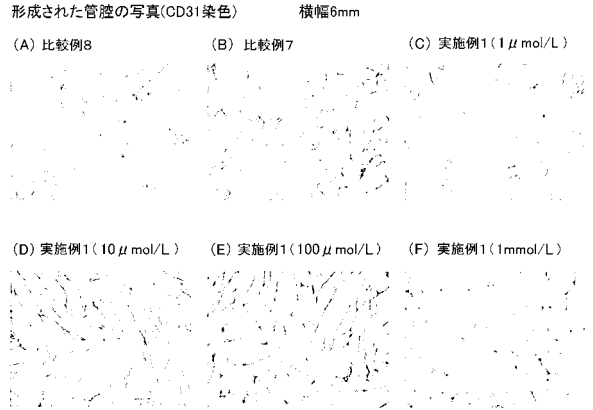 形成された管腔の写真(CD31染色) 横幅6mm
(A) 比較例8 (B) 比較例7 (C) 実施例1(1μmol/L)
(D) 実施例1(10μmol/L) (E) 実施例1(100μmol/L) (F) 実施例1(1mmol/L)